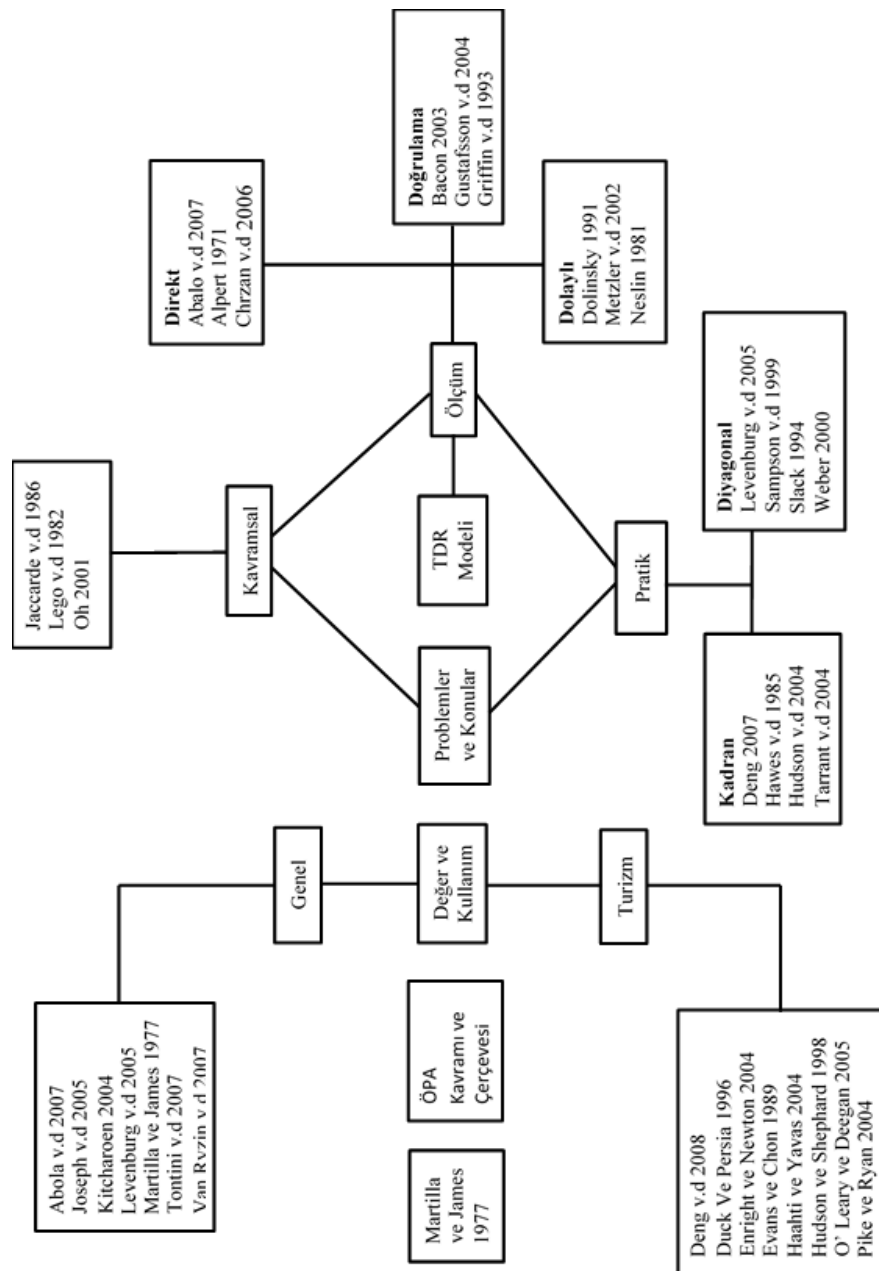 Martilla
ve James
1977
ÖPA
Kavramı ve
Çerçevesi
Abola v.d 2007
Joseph v.d 2005
Kitcharoen 2004
Levenburg v.d 2005
Martilla ve James 1977
Tontini v.d 2007
Van Ryzin v.d 2007
Genel
Değer ve
Kullanım
Turizm
Deng v.d 2008
Duck Ve Persia 1996
Enright ve Newton 2004
Evans ve Chon 1989
Haahti ve Yavas 2004
Hudson ve Shephard 1998
O’ Leary ve Deegan 2005
Pike ve Ryan 2004
Problemler
ve Konular
Jaccarde v.d 1986
Lego v.d 1982
Oh 2001
Kavramsal
TDR
Modeli
Ölçüm
Pratik
Kadran
Deng 2007
Hawes v.d 1985
Hudson v.d 2004
Tarrant v.d 2004
Diyagonal
Levenburg v.d 2005
Sampson v.d 1999
Slack 1994
Weber 2000
Direkt
Abalo v.d 2007
Alpert 1971
Chrzan v.d 2006
Doğrulama
Bacon 2003
Gustafsson v.d 2004
Griffin v.d 1993
Dolaylı
Dolinsky 1991
Metzler v.d 2002
Neslin 1981